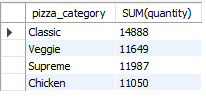 pizza_category SUM(quantity)
Classic 14888
Veggie 11649
Supreme 11987
Chicken 11050